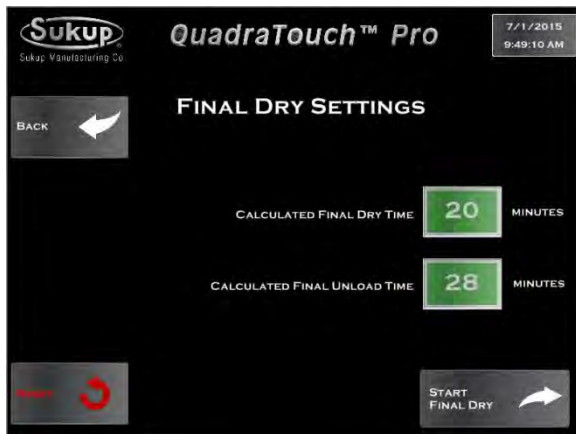 Sukup
Sukup Manufacturing Co.
QuadraTouch™ Pro
7/1/2015
9:49:10 AM
BACK
FINAL DRY SETTINGS
CALCULATED FINAL DRY TIME 20 MINUTES
CALCULATED FINAL UNLOAD TIME 28 MINUTES
START
FINAL DRY